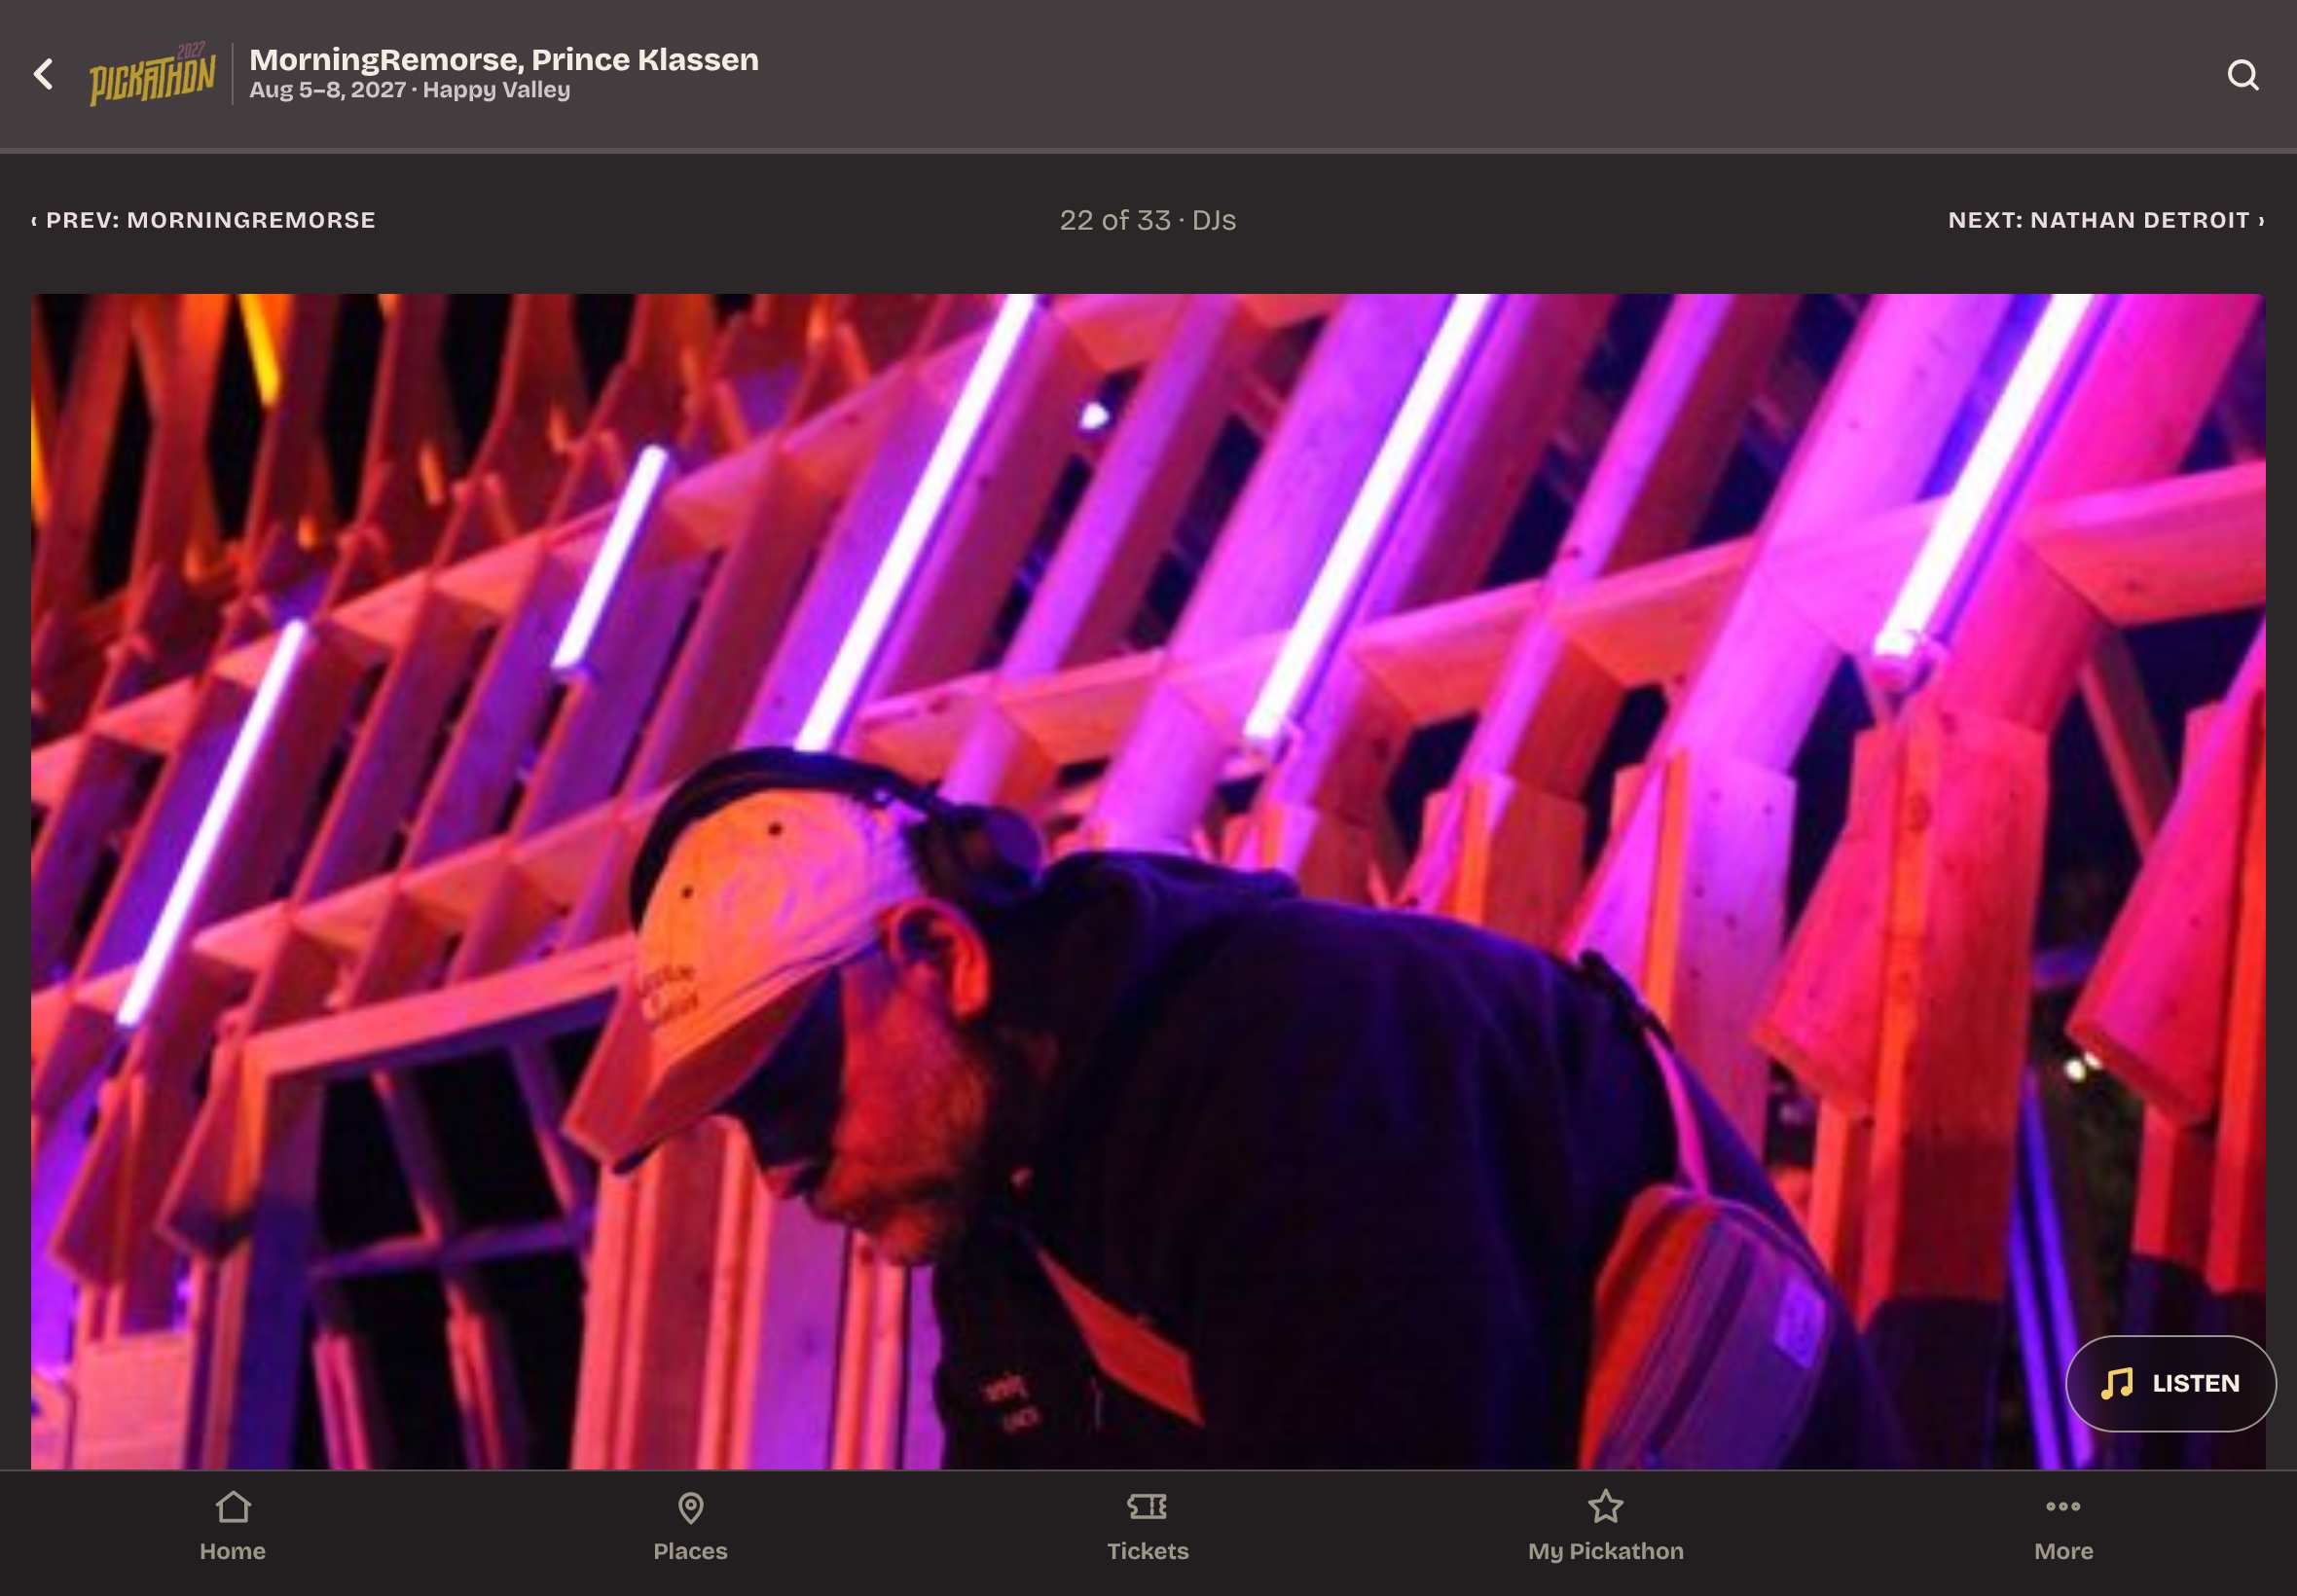 2027
PICKATHON
MorningRemorse, Prince Klassen
Aug 5–8, 2027 · Happy Valley
‹ PREV: MORNINGREMORSE
22 of 33 · DJs
NEXT: NATHAN DETROIT ›
LISTEN
Home
Places
Tickets
My Pickathon
More